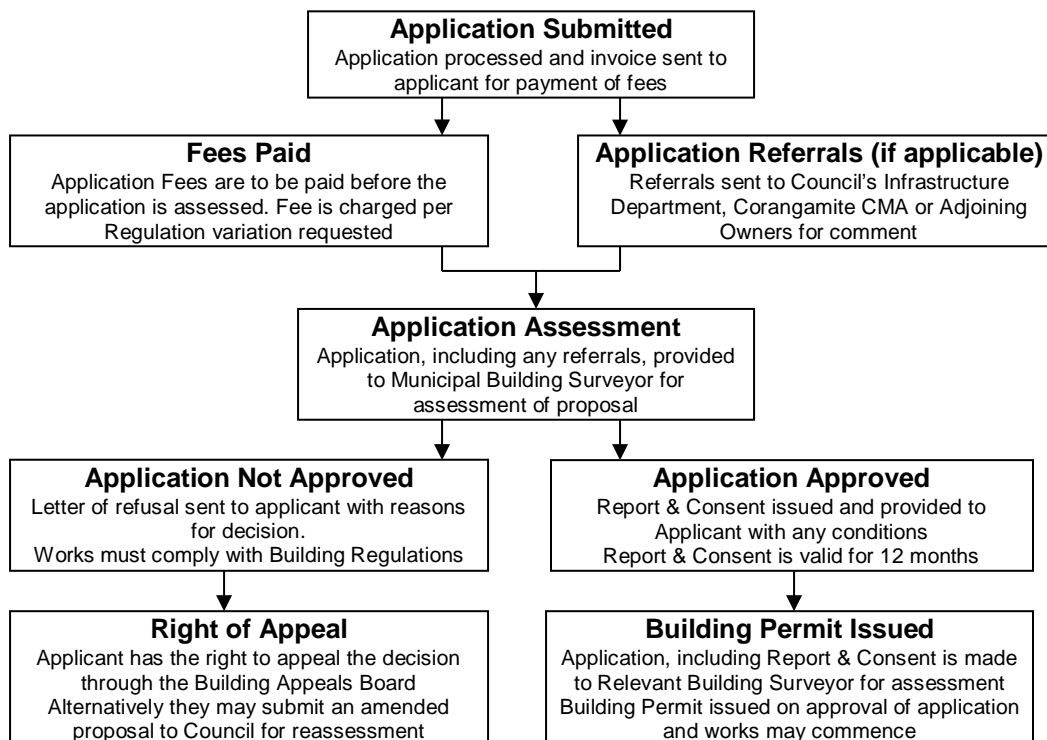 Application Submitted
Application processed and invoice sent to
applicant for payment of fees
Fees Paid
Application Fees are to be paid before the
application is assessed. Fee is charged per
Regulation variation requested
Application Referrals (if applicable)
Referrals sent to Council's Infrastructure
Department, Corangamite CMA or Adjoining
Owners for comment
Application Assessment
Application, including any referrals, provided
to Municipal Building Surveyor for
assessment of proposal
Application Not Approved
Letter of refusal sent to applicant with reasons
for decision.
Works must comply with Building Regulations
Application Approved
Report & Consent issued and provided to
Applicant with any conditions
Report & Consent is valid for 12 months
Right of Appeal
Applicant has the right to appeal the decision
through the Building Appeals Board
Alternatively they may submit an amended
proposal to Council for reassessment
Building Permit Issued
Application, including Report & Consent is made
to Relevant Building Surveyor for assessment
Building Permit issued on approval of application
and works may commence